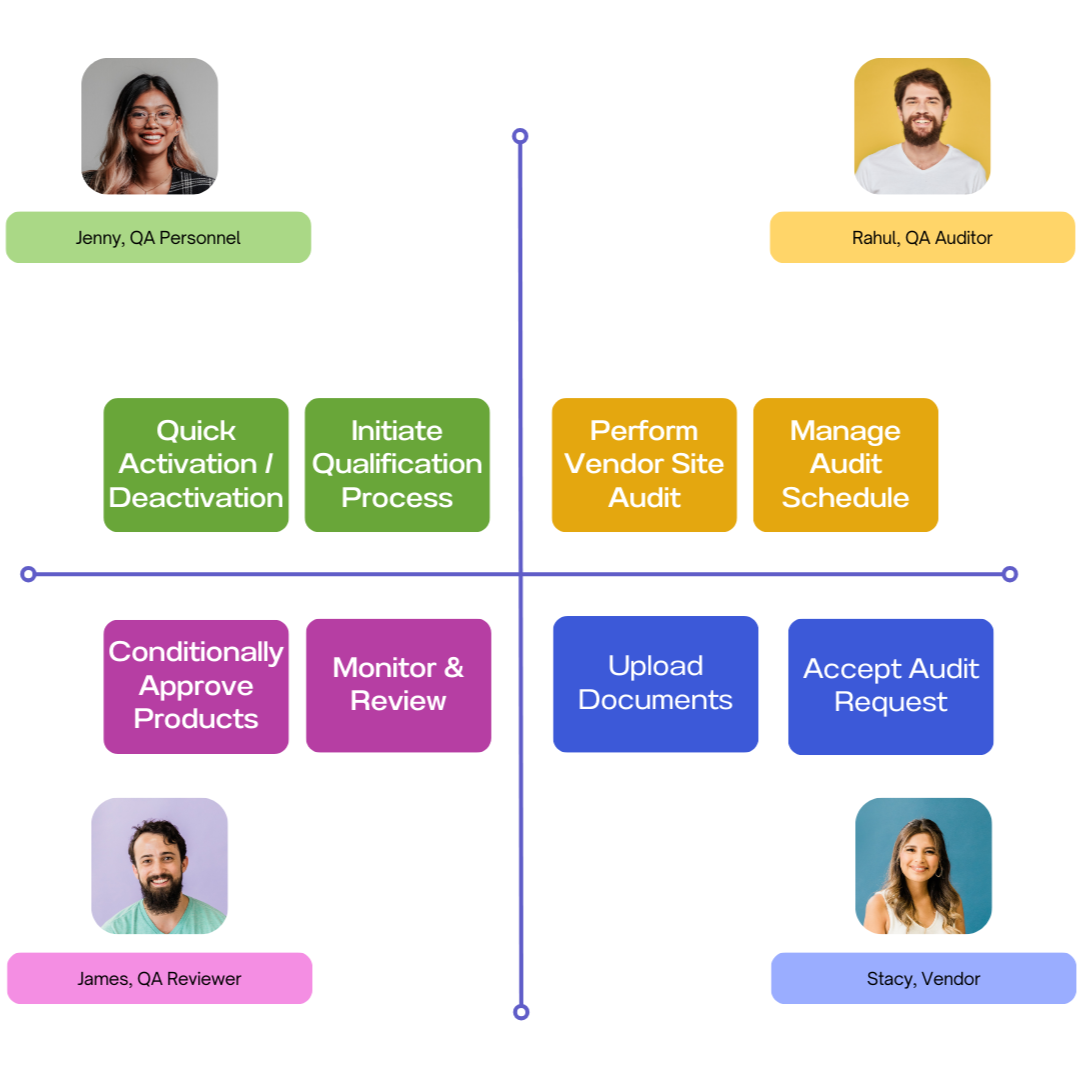 Jenny, QA Personnel
Rahul, QA Auditor
Quick
Activation /
Deactivation
Initiate
Qualification
Process
Perform
Vendor Site
Audit
Manage
Audit
Schedule
Conditionally
Approve
Products
Monitor &
Review
Upload
Documents
Accept Audit
Request
James, QA Reviewer
Stacy, Vendor